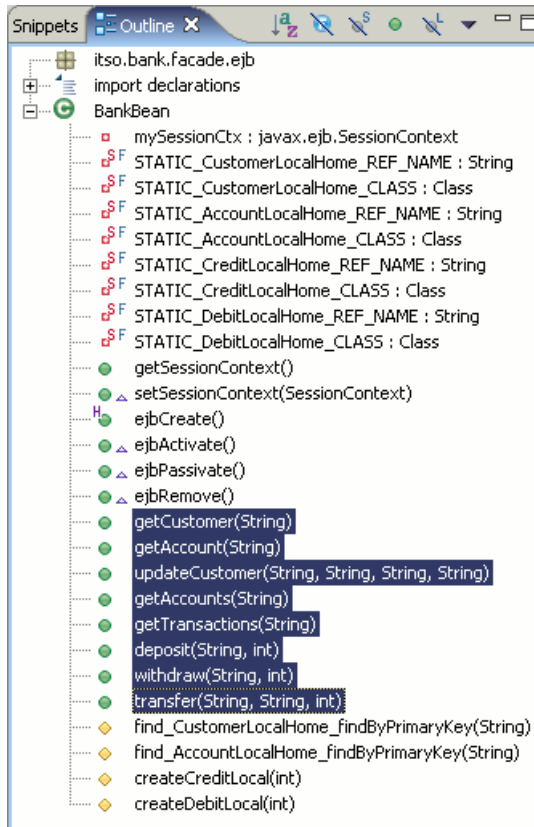 Snippets Outline
itso.bank.facade.ejb
import declarations
BankBean
mySessionCtx : javax.ejb.SessionContext
STATIC_CustomerLocalHome_REF_NAME : String
STATIC_CustomerLocalHome_CLASS : Class
STATIC_AccountLocalHome_REF_NAME : String
STATIC_AccountLocalHome_CLASS : Class
STATIC_CreditLocalHome_REF_NAME : String
STATIC_CreditLocalHome_CLASS : Class
STATIC_DebitLocalHome_REF_NAME : String
STATIC_DebitLocalHome_CLASS : Class
getSessionContext()
setSessionContext(SessionContext)
ejbCreate()
ejbActivate()
ejbPassivate()
ejbRemove()
getCustomer(String)
getAccount(String)
updateCustomer(String, String, String, String)
getAccounts(String)
getTransactions(String)
deposit(String, int)
withdraw(String, int)
transfer(String, String, int)
find_CustomerLocalHome_findByPrimaryKey(String)
find_AccountLocalHome_findByPrimaryKey(String)
createCreditLocal(int)
createDebitLocal(int)